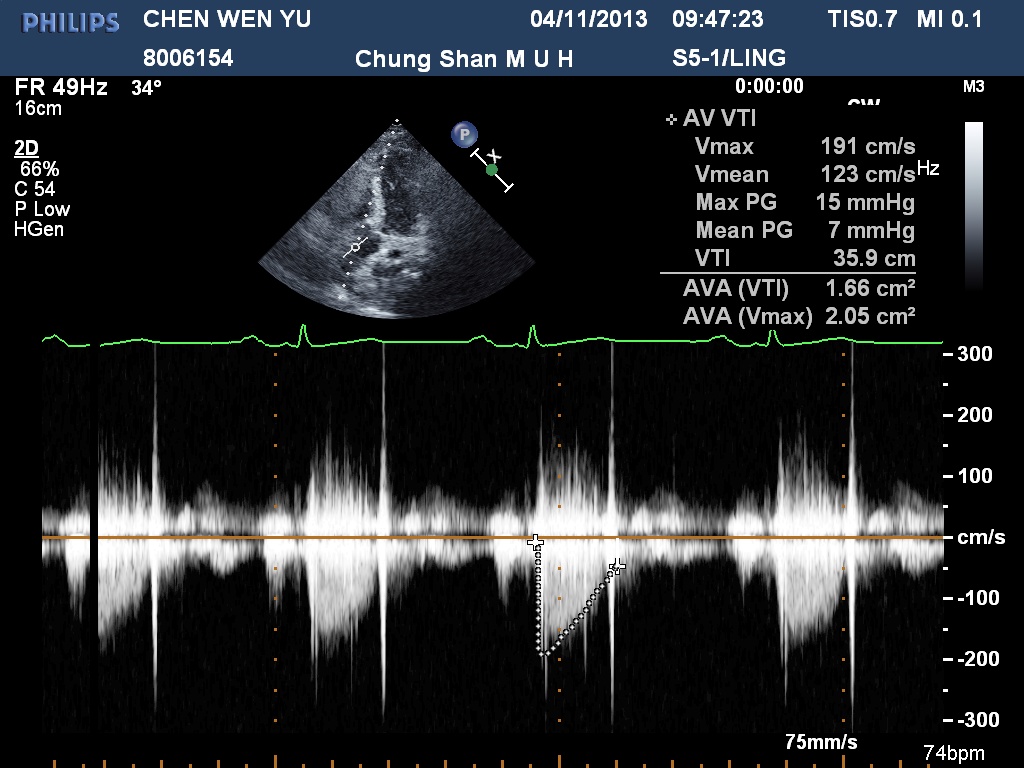 PHILIPS CHEN WEN YU 04/11/2013 09:47:23 TIS0.7 MI 0.1
8006154 Chung Shan M U H S5-1/LING
FR 49Hz 34° 0:00:00 M3
16cm
CW
P
AV VTI
2D
Vmax 191 cm/s
66%
Vmean 123 cm/s Hz
C 54
Max PG 15 mmHg
P Low
Mean PG 7 mmHg
HGen
VTI 35.9 cm
AVA (VTI) 1.66 cm²
AVA (Vmax) 2.05 cm²
300
200
100
cm/s
-100
-200
-300
75mm/s
74bpm